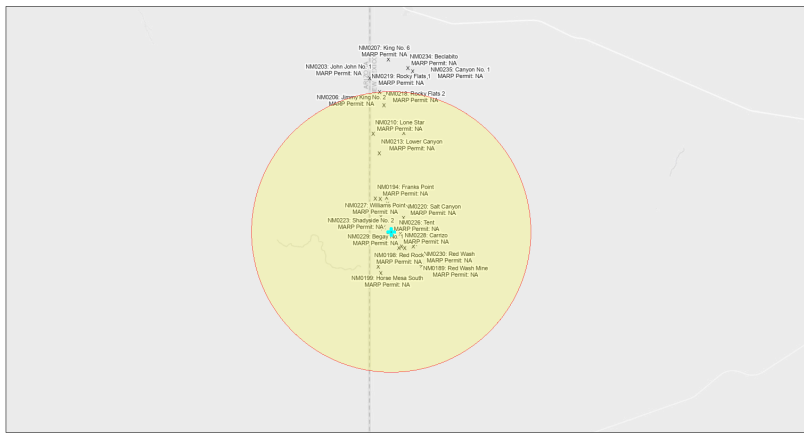 NM0207: King No. 6
MARP Permit: NA
NM0234: Beclabito
MARP Permit: NA
NM0203: John John No. 1
MARP Permit: NA
NM0235: Canyon No. 1
MARP Permit: NA
NM0219: Rocky Flats 1
MARP Permit: NA
NM0206: Jimmy King No. 2
MARP Permit: NA
NM0218: Rocky Flats 2
NM0210: Lone Star
MARP Permit: NA
NM0213: Lower Canyon
MARP Permit: NA
NM0194: Franks Point
MARP Permit: NA
NM0227: Williams Point
MARP Permit: NA
NM0220: Salt Canyon
MARP Permit: NA
NM0223: Shadyside No. 2
MARP Permit: NA
NM0226: Tent
MARP Permit: NA
NM0229: Begay No. 1
MARP Permit: NA
NM0228: Carrizo
MARP Permit: NA
NM0198: Red Rock
MARP Permit: NA
NM0230: Red Wash
MARP Permit: NA
NM0189: Red Wash Mine
MARP Permit: NA
NM0199: Horse Mesa South
MARP Permit: NA